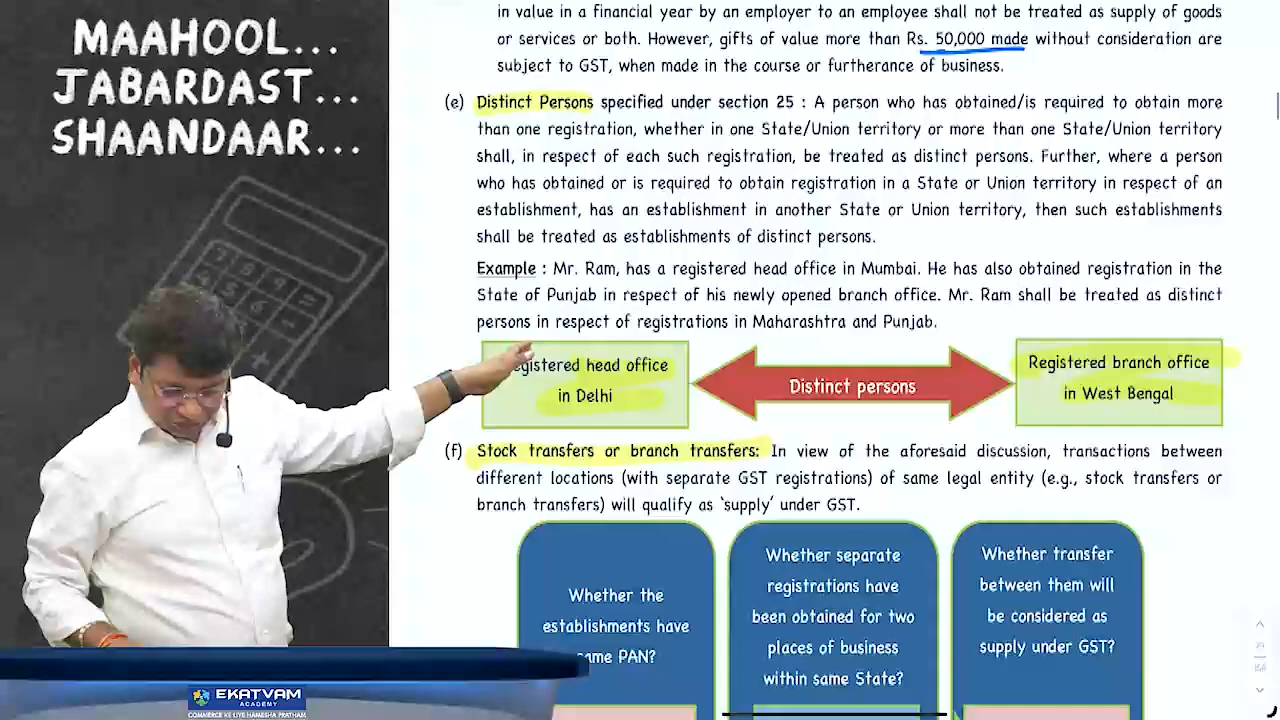 MAAHOOL...
JABARDAST...
SHAANDAAR...
in value in a financial year by an employer to an employee shall not be treated as supply of goods
or services or both. However, gifts of value more than Rs. 50,000 made without consideration are
subject to GST, when made in the course or furtherance of business.
(e) Distinct Persons specified under section 25 : A person who has obtained/is required to obtain more
than one registration, whether in one State/Union territory or more than one State/Union territory
shall, in respect of each such registration, be treated as distinct persons. Further, where a person
who has obtained or is required to obtain registration in a State or Union territory in respect of an
establishment, has an establishment in another State or Union territory, then such establishments
shall be treated as establishments of distinct persons.
Example : Mr. Ram, has a registered head office in Mumbai. He has also obtained registration in the
State of Punjab in respect of his newly opened branch office. Mr. Ram shall be treated as distinct
persons in respect of registrations in Maharashtra and Punjab.
egistered head office
in Delhi
Distinct persons
Registered branch office
in West Bengal
(f) Stock transfers or branch transfers: In view of the aforesaid discussion, transactions between
different locations (with separate GST registrations) of same legal entity (e.g., stock transfers or
branch transfers) will qualify as ‘supply’ under GST.
Whether the
establishments have
ame PAN?
Whether separate
registrations have
been obtained for two
places of business
within same State?
Whether transfer
between them will
be considered as
supply under GST?
EKATVAM
ACADEMY
COMMERCE KE LIYE HAMESHA PRATHAM